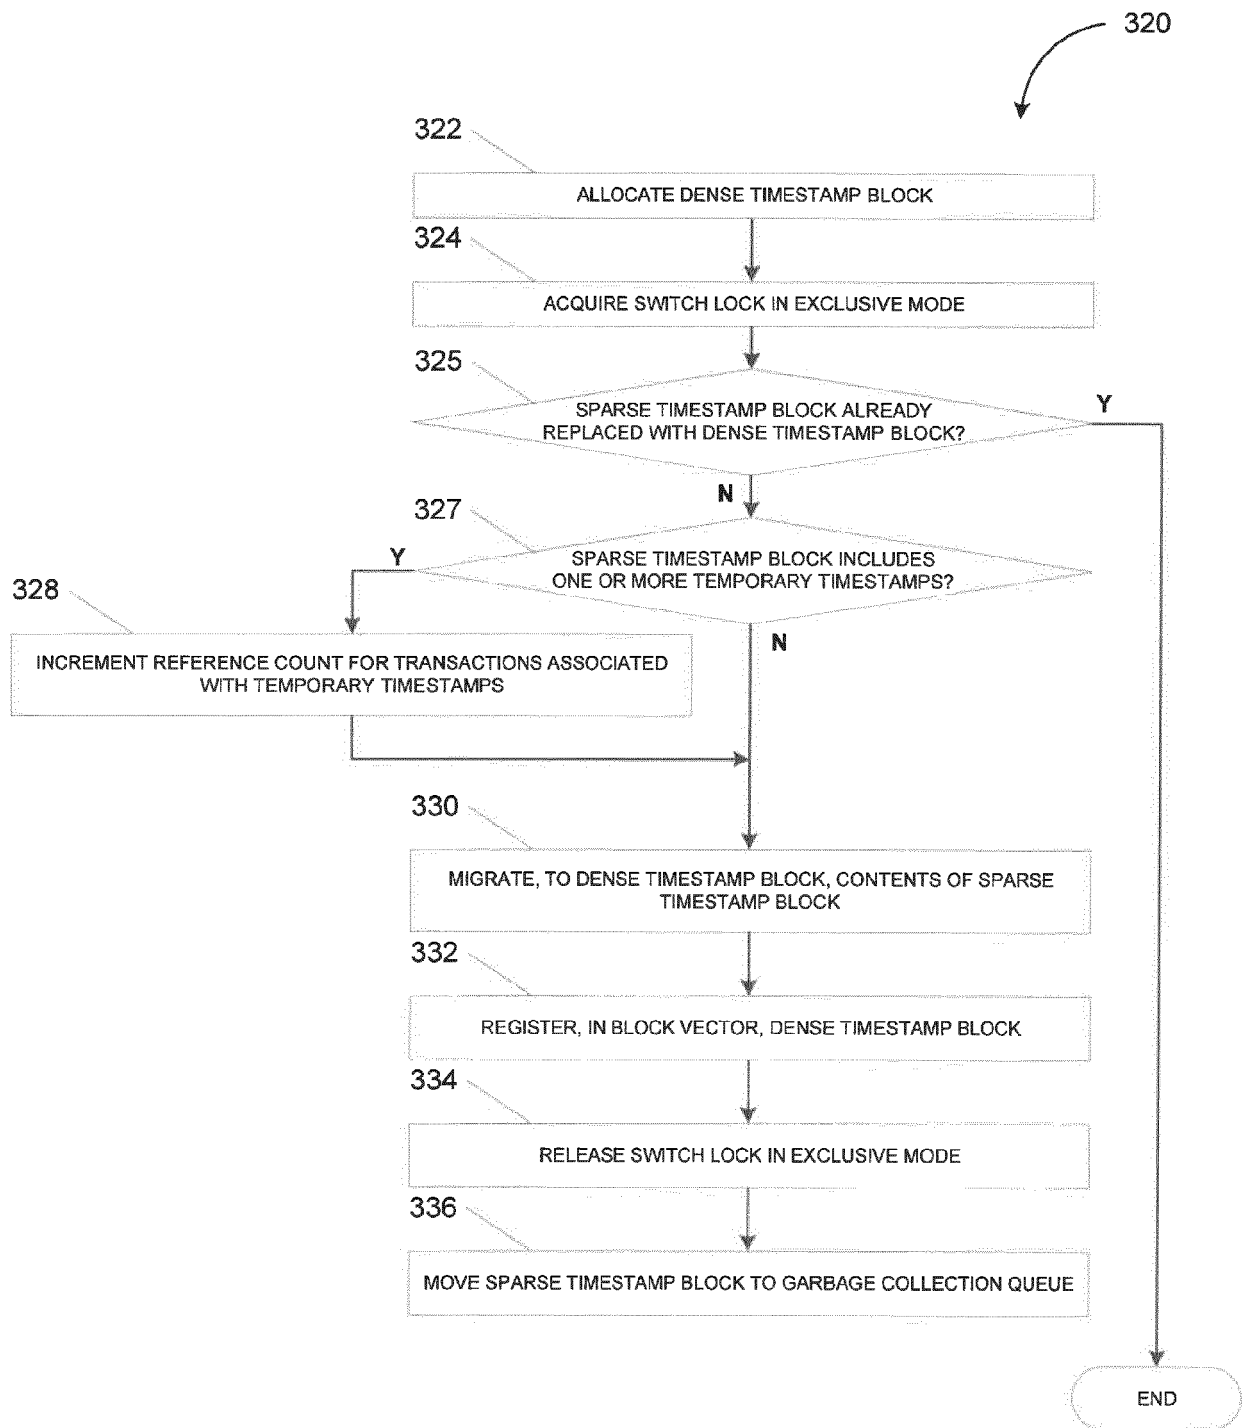 320
322
ALLOCATE DENSE TIMESTAMP BLOCK
324
ACQUIRE SWITCH LOCK IN EXCLUSIVE MODE
325
SPARSE TIMESTAMP BLOCK ALREADY
REPLACED WITH DENSE TIMESTAMP BLOCK?
Y
N
327
SPARSE TIMESTAMP BLOCK INCLUDES
ONE OR MORE TEMPORARY TIMESTAMPS?
Y
N
328
INCREMENT REFERENCE COUNT FOR TRANSACTIONS ASSOCIATED
WITH TEMPORARY TIMESTAMPS
330
MIGRATE, TO DENSE TIMESTAMP BLOCK, CONTENTS OF SPARSE
TIMESTAMP BLOCK
332
REGISTER, IN BLOCK VECTOR, DENSE TIMESTAMP BLOCK
334
RELEASE SWITCH LOCK IN EXCLUSIVE MODE
336
MOVE SPARSE TIMESTAMP BLOCK TO GARBAGE COLLECTION QUEUE
END